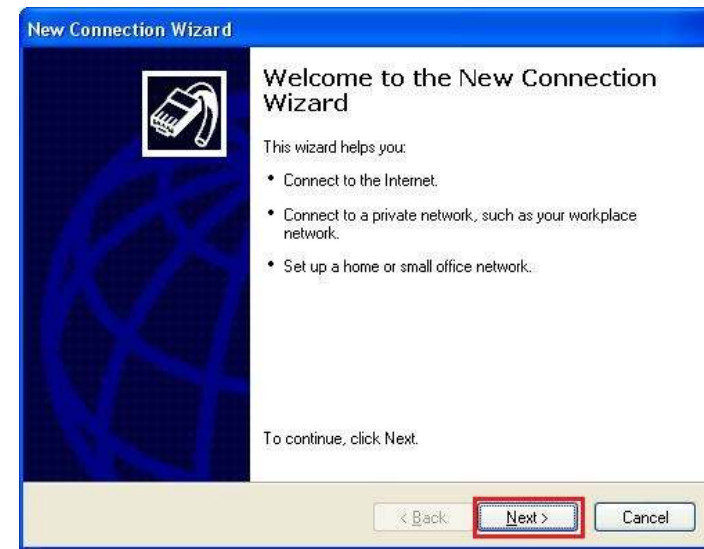 New Connection Wizard
Welcome to the New Connection
Wizard
This wizard helps you:
• Connect to the Internet.
• Connect to a private network, such as your workplace
network.
• Set up a home or small office network.
To continue, click Next.
< Back Next > Cancel